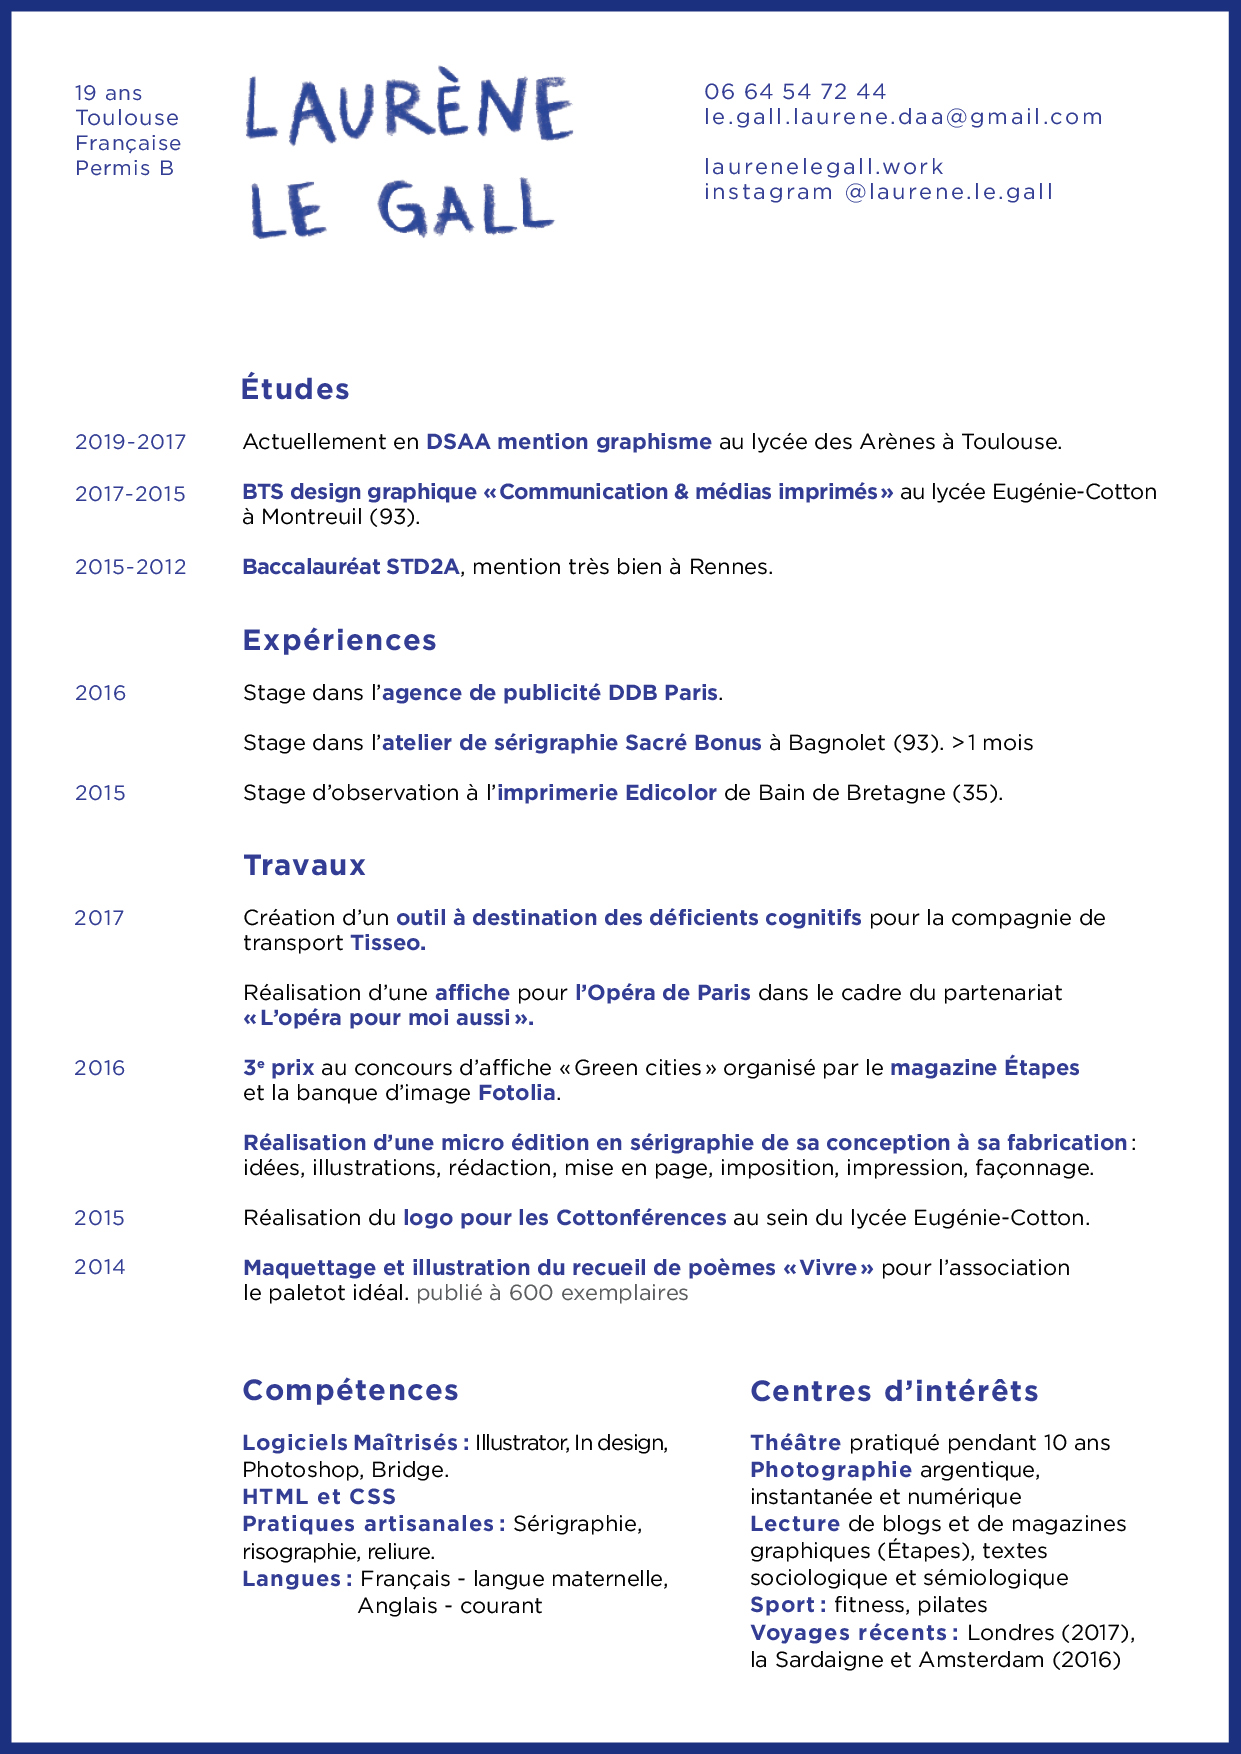 19 ans
Toulouse
Française
Permis B
LAURÈNE
LE GALL
06 64 54 72 44
le.gall.laurene.daa@gmail.com
laurenelegall.work
instagram @laurene.le.gall
Études
2019-2017 Actuellement en DSAA mention graphisme au lycée des Arènes à Toulouse.
2017-2015 BTS design graphique «Communication & médias imprimés» au lycée Eugénie-Cotton
à Montreuil (93).
2015-2012 Baccalauréat STD2A, mention très bien à Rennes.
Expériences
2016 Stage dans l’agence de publicité DDB Paris.
Stage dans l’atelier de sérigraphie Sacré Bonus à Bagnolet (93). >1 mois
2015 Stage d’observation à l’imprimerie Edicolor de Bain de Bretagne (35).
Travaux
2017 Création d’un outil à destination des déficients cognitifs pour la compagnie de
transport Tisseo.
Réalisation d’une affiche pour l’Opéra de Paris dans le cadre du partenariat
«L’opéra pour moi aussi».
2016 3e prix au concours d’affiche «Green cities» organisé par le magazine Étapes
et la banque d’image Fotolia.
Réalisation d’une micro édition en sérigraphie de sa conception à sa fabrication :
idées, illustrations, rédaction, mise en page, imposition, impression, façonnage.
2015 Réalisation du logo pour les Cottonférences au sein du lycée Eugénie-Cotton.
2014 Maquettage et illustration du recueil de poèmes «Vivre» pour l’association
le paletot idéal. publié à 600 exemplaires
Compétences
Logiciels Maîtrisés : Illustrator, In design,
Photoshop, Bridge.
HTML et CSS
Pratiques artisanales : Sérigraphie,
risographie, reliure.
Langues : Français - langue maternelle,
Anglais - courant
Centres d’intérêts
Théâtre pratiqué pendant 10 ans
Photographie argentique,
instantanée et numérique
Lecture de blogs et de magazines
graphiques (Étapes), textes
sociologique et sémiologique
Sport : fitness, pilates
Voyages récents : Londres (2017),
la Sardaigne et Amsterdam (2016)